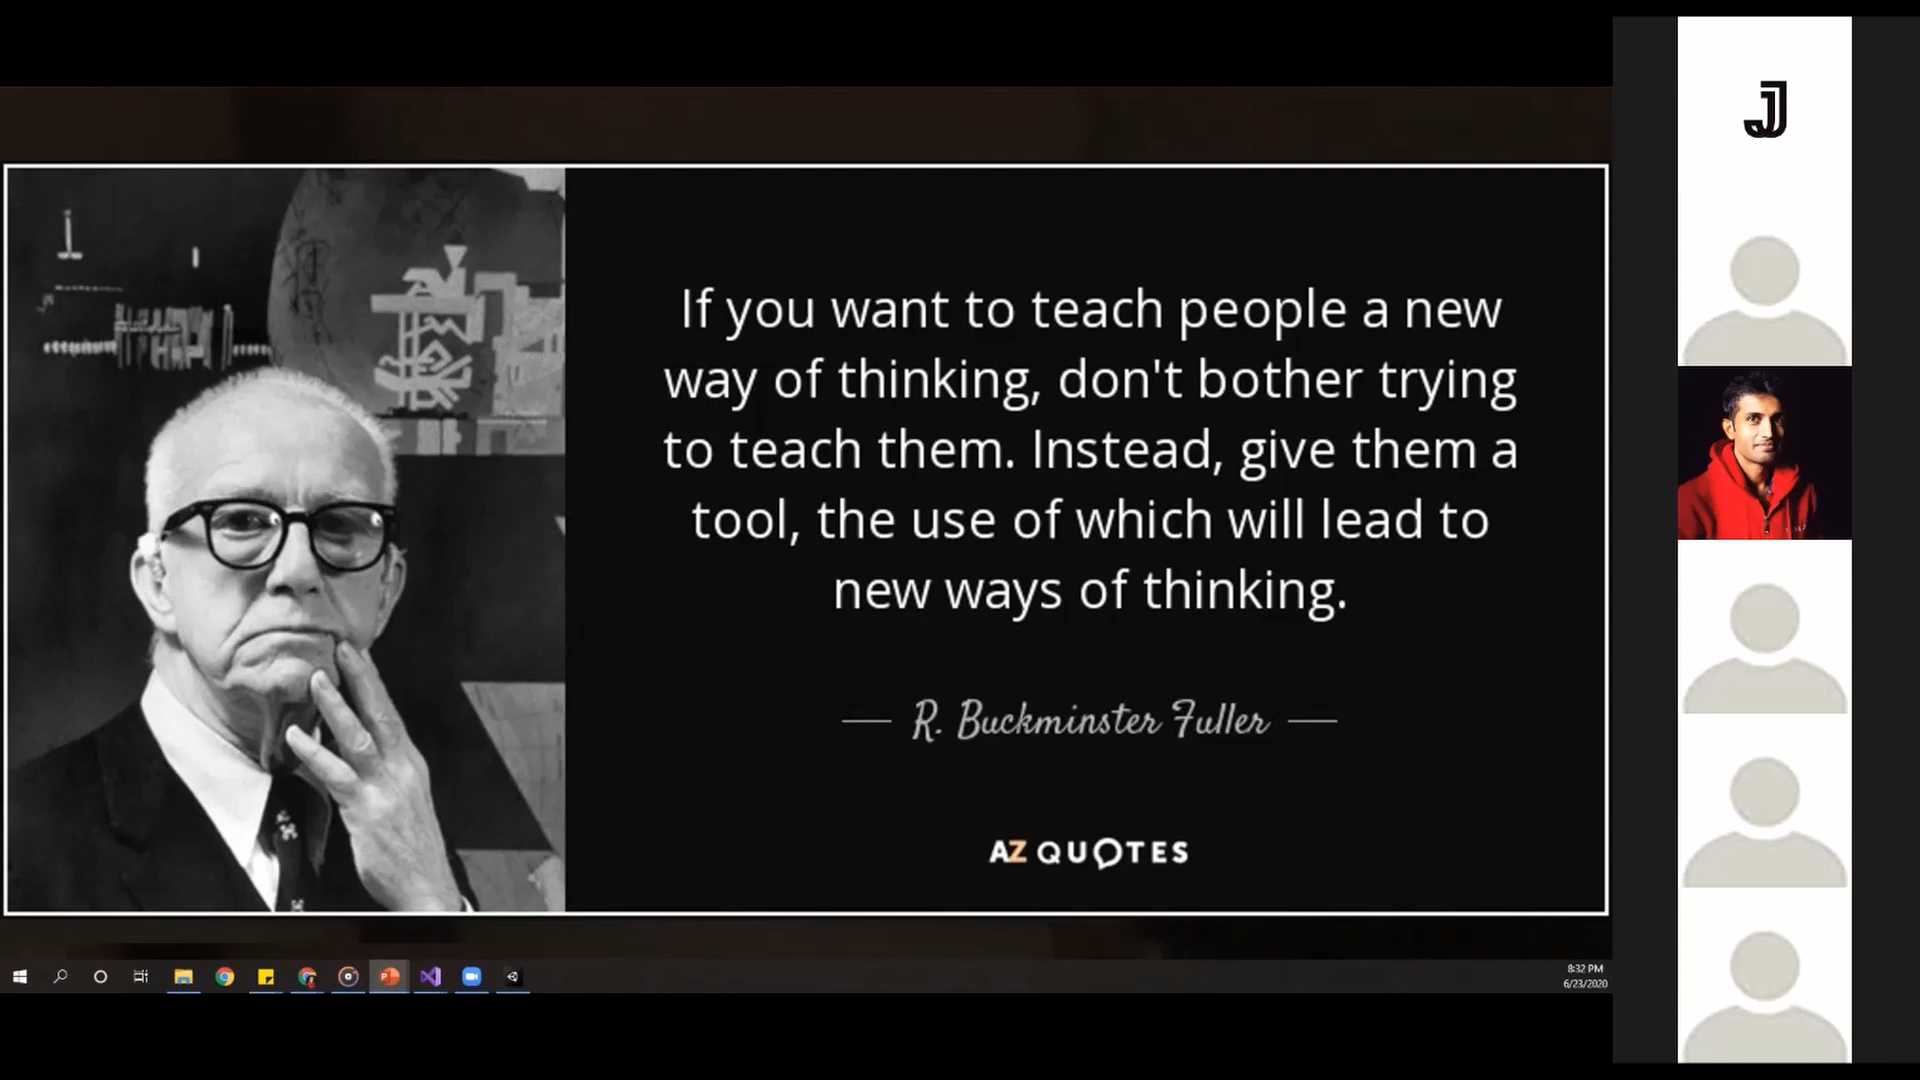 If you want to teach people a new
way of thinking, don't bother trying
to teach them. Instead, give them a
tool, the use of which will lead to
new ways of thinking.
R. Buckminster Fuller
AZ QUOTES
8:32 PM
6/23/2020